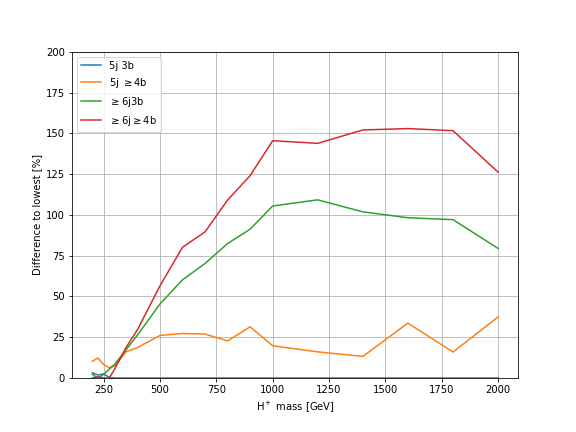 200
175
150
125
100
75
50
25
0
Difference to lowest [%]
5j 3b
5j ≥4b
≥6j3b
≥6j≥4b
250 500 750 1000 1250 1500 1750 2000
H⁺ mass [GeV]